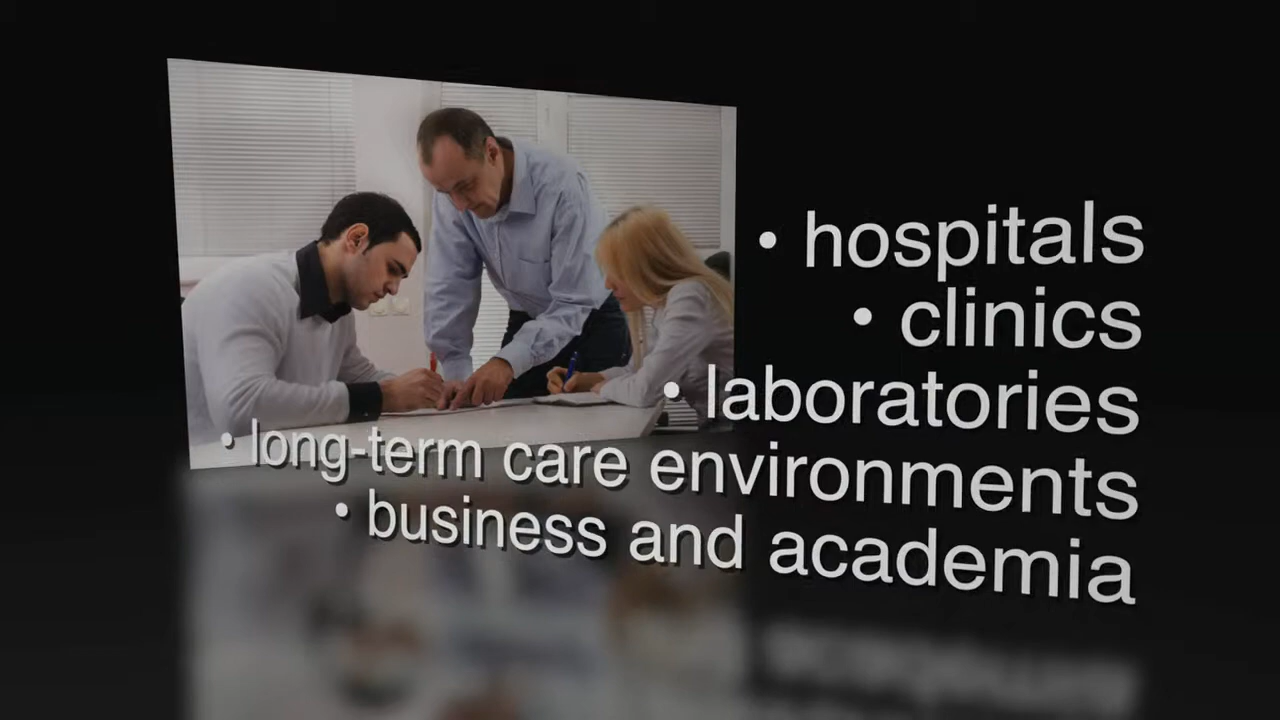 • hospitals
• clinics
• laboratories
• long-term care environments
• business and academia